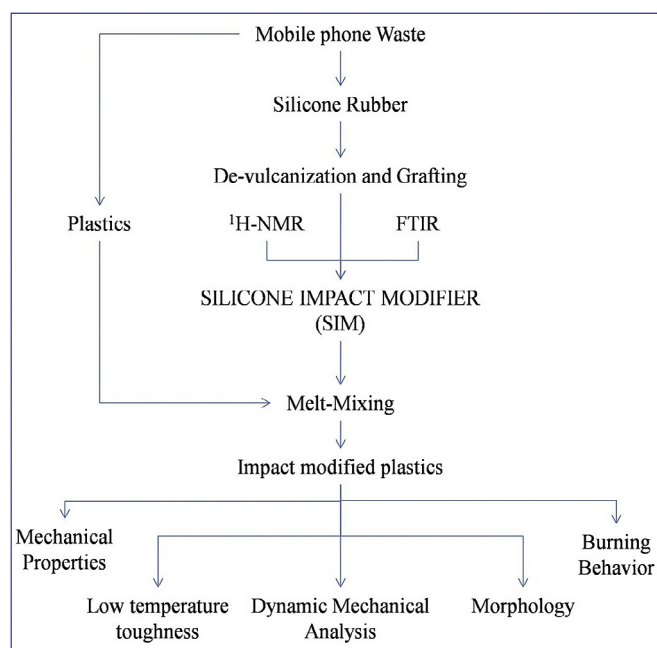 Mobile phone Waste
Silicone Rubber
De-vulcanization and Grafting
Plastics
¹H-NMR
FTIR
SILICONE IMPACT MODIFIER
(SIM)
Melt-Mixing
Impact modified plastics
Mechanical
Properties
Burning
Behavior
Low temperature
toughness
Dynamic Mechanical
Analysis
Morphology